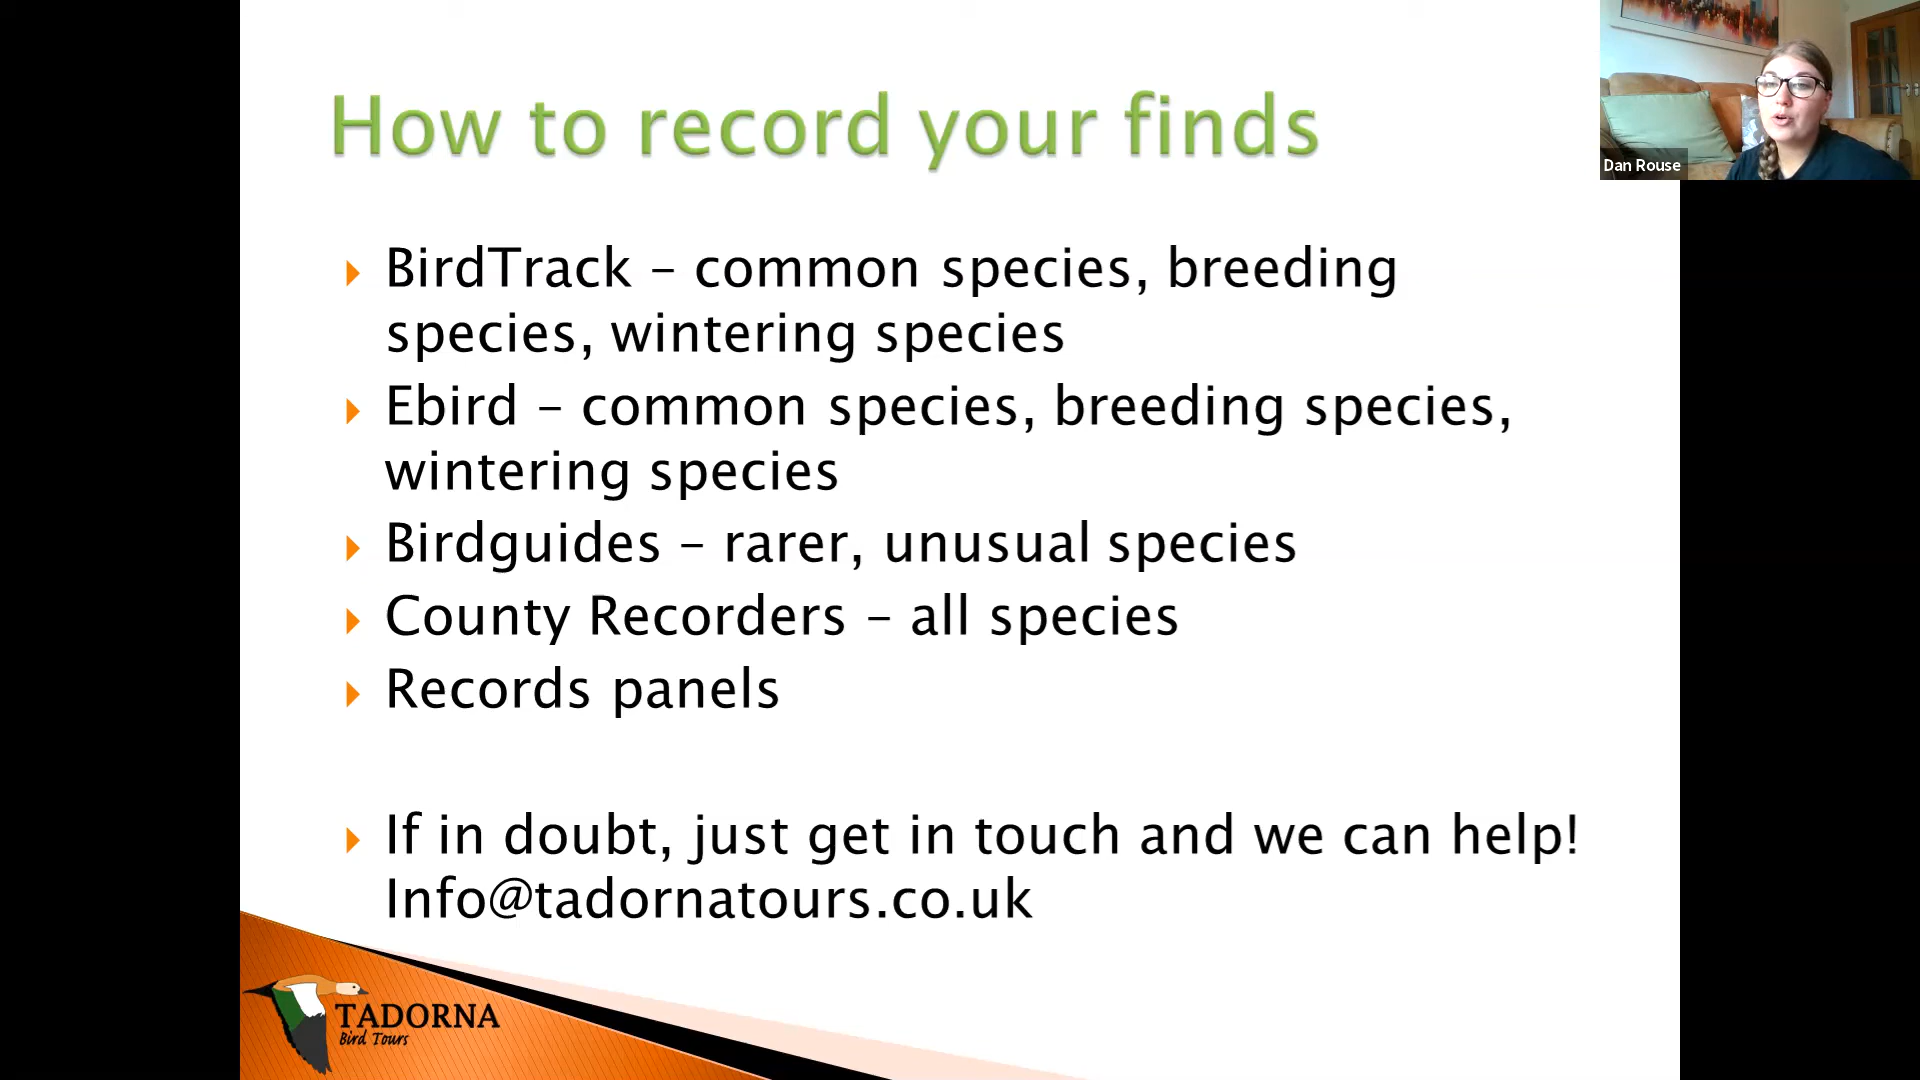 How to record your finds
Dan Rouse
BirdTrack – common species, breeding
species, wintering species
Ebird – common species, breeding species,
wintering species
Birdguides – rarer, unusual species
County Recorders – all species
Records panels
If in doubt, just get in touch and we can help!
Info@tadornatours.co.uk
TADORNA
Bird Tours